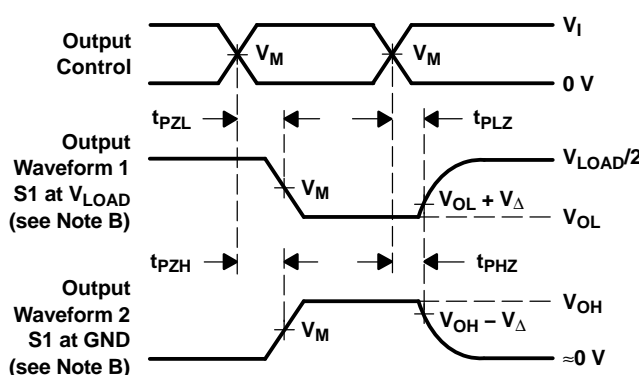 Output
Control
V_I
V_M
V_M
0 V
t_PZL
t_PLZ
Output
Waveform 1
S1 at V_LOAD
(see Note B)
V_LOAD/2
V_M
V_OL + V_Δ
V_OL
t_PZH
t_PHZ
Output
Waveform 2
S1 at GND
(see Note B)
V_OH
V_M
V_OH − V_Δ
≈0 V